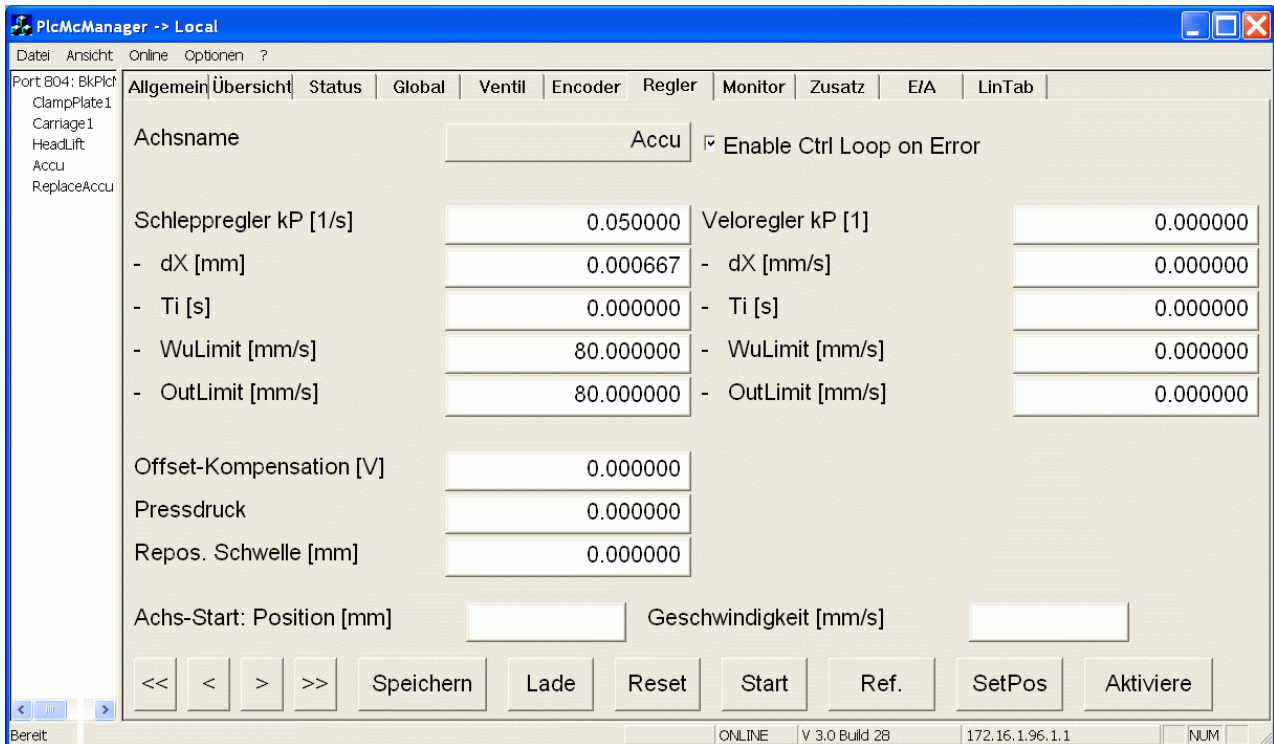 PlcMcManager -> Local
Datei Ansicht Online Optionen ?
Port 804: BkPlcM
ClampPlate1
Carriage1
HeadLift
Accu
ReplaceAccu
Allgemein Übersicht Status Global Ventil Encoder Regler Monitor Zusatz E/A LinTab
Achsname Accu Enable Ctrl Loop on Error
Schleppregler kP [1/s] 0.050000 Veloregler kP [1] 0.000000
- dX [mm] 0.000667 - dX [mm/s] 0.000000
- Ti [s] 0.000000 - Ti [s] 0.000000
- WuLimit [mm/s] 80.000000 - WuLimit [mm/s] 0.000000
- OutLimit [mm/s] 80.000000 - OutLimit [mm/s] 0.000000
Offset-Kompensation [V] 0.000000
Pressdruck 0.000000
Repos. Schwelle [mm] 0.000000
Achs-Start: Position [mm] Geschwindigkeit [mm/s]
<< < > >> Speichern Lade Reset Start Ref. SetPos Aktiviere
Bereit ONLINE V 3.0 Build 28 172.16.1.96.1.1 NUM